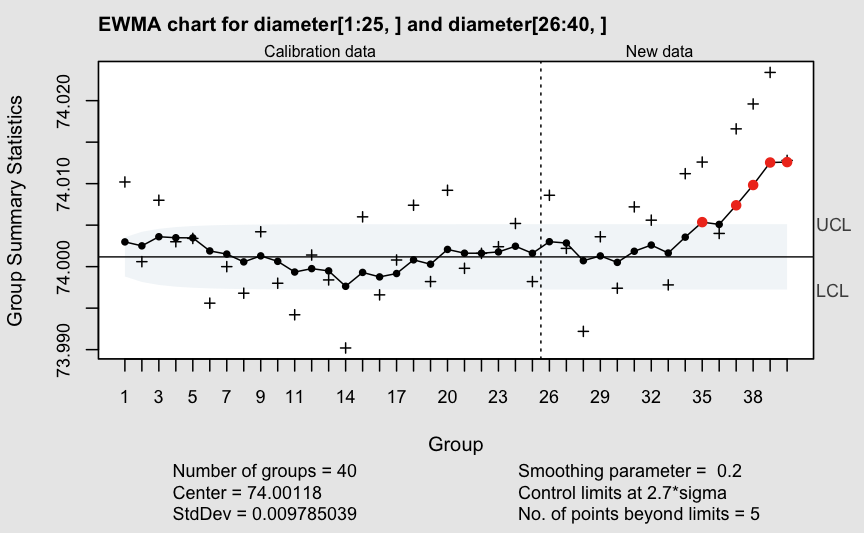 EWMA chart for diameter[1:25, ] and diameter[26:40, ]
Calibration data New data
Group Summary Statistics
74.020
74.010
74.000
73.990
UCL
LCL
1 3 5 7 9 11 14 17 20 23 26 29 32 35 38
Group
Number of groups = 40
Center = 74.00118
StdDev = 0.009785039
Smoothing parameter = 0.2
Control limits at 2.7*sigma
No. of points beyond limits = 5